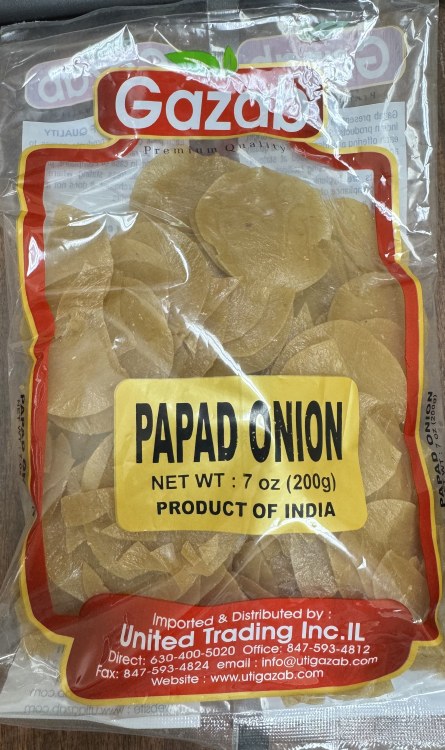 Gazab
Premium Quality
PAPAD ONION
NET WT : 7 oz (200g)
PRODUCT OF INDIA
Imported & Distributed by :
United Trading Inc.IL
Direct: 630-400-5020 Office: 847-593-4812
Fax: 847-593-4824 email : info@utigazab.com
Website : www.utigazab.com